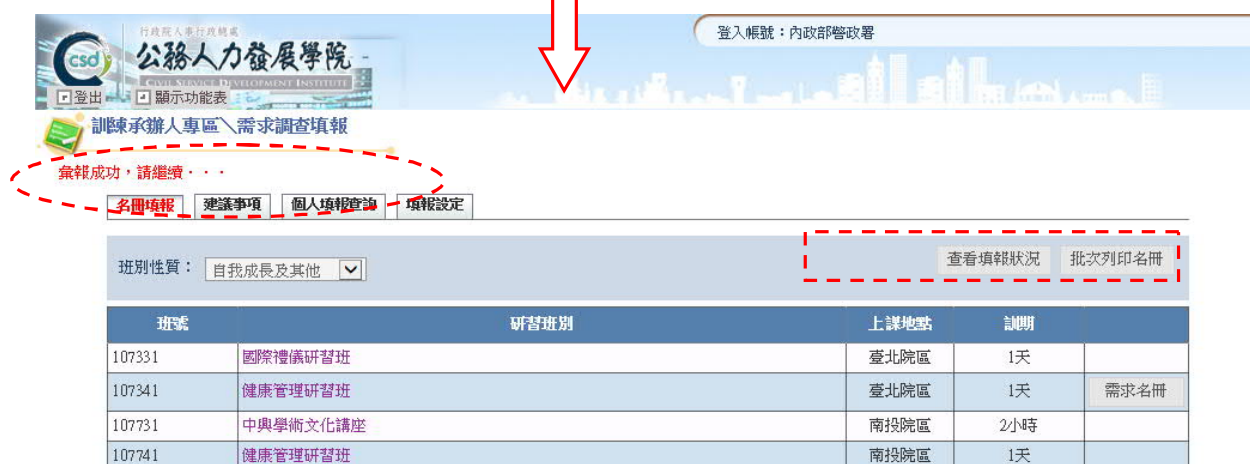 行政院人事行政總處
登入帳號：內政部警政署
csdi
公務人力發展學院
CIVIL SERVICE DEVELOPMENT INSTITUTE
登出 顯示功能表
訓練承辦人專區＼需求調查填報
彙報成功，請繼續···
名冊填報 建議事項 個人填報查詢 填報設定
班別性質： 自我成長及其他 查看填報狀況 批次列印名冊
班號 研習班別 上課地點 訓期
107331 國際禮儀研習班 臺北院區 1天
107341 健康管理研習班 臺北院區 1天 需求名冊
107731 中興學術文化講座 南投院區 2小時
107741 健康管理研習班 南投院區 1天